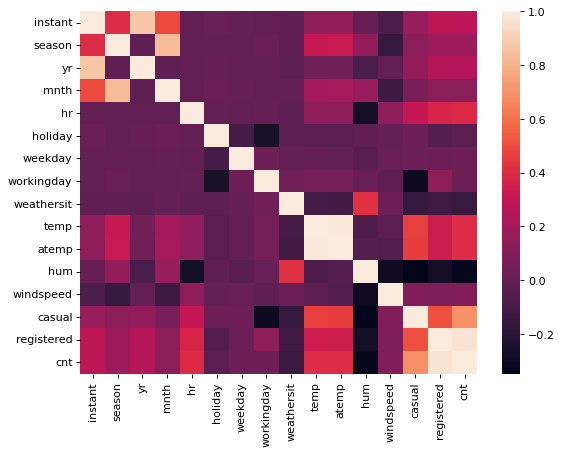 instant
season
yr
mnth
hr
holiday
weekday
workingday
weathersit
temp
atemp
hum
windspeed
casual
registered
cnt
instant
season
yr
mnth
hr
holiday
weekday
workingday
weathersit
temp
atemp
hum
windspeed
casual
registered
cnt
1.0
0.8
0.6
0.4
0.2
0.0
−0.2